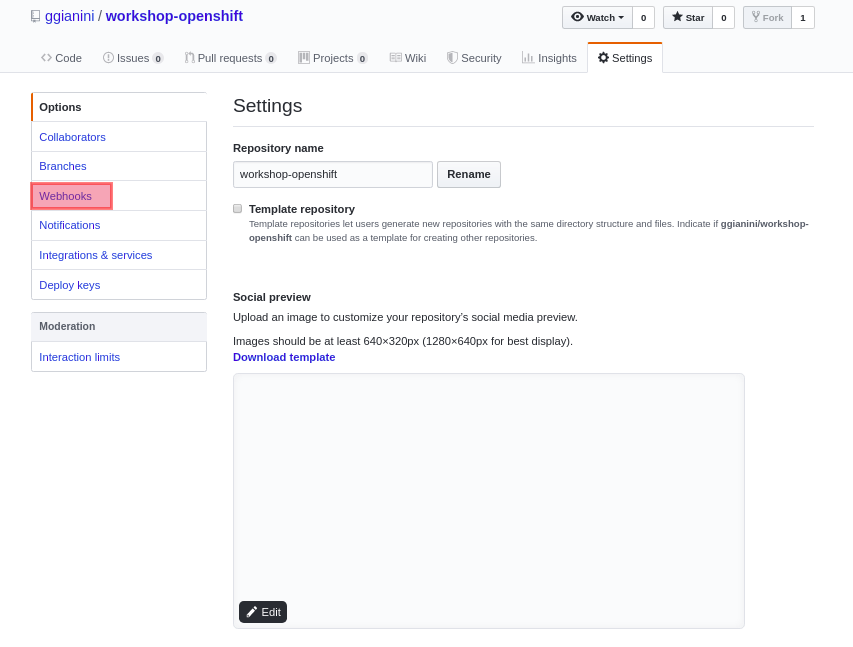 ggianini / workshop-openshift
Watch 0 Star 0 Fork 1
Code Issues 0 Pull requests 0 Projects 0 Wiki Security Insights Settings
Options
Collaborators
Branches
Webhooks
Notifications
Integrations & services
Deploy keys
Moderation
Interaction limits
Settings
Repository name
workshop-openshift Rename
Template repository
Template repositories let users generate new repositories with the same directory structure and files. Indicate if ggianini/workshop-
openshift can be used as a template for creating other repositories.
Social preview
Upload an image to customize your repository's social media preview.
Images should be at least 640×320px (1280×640px for best display).
Download template
Edit